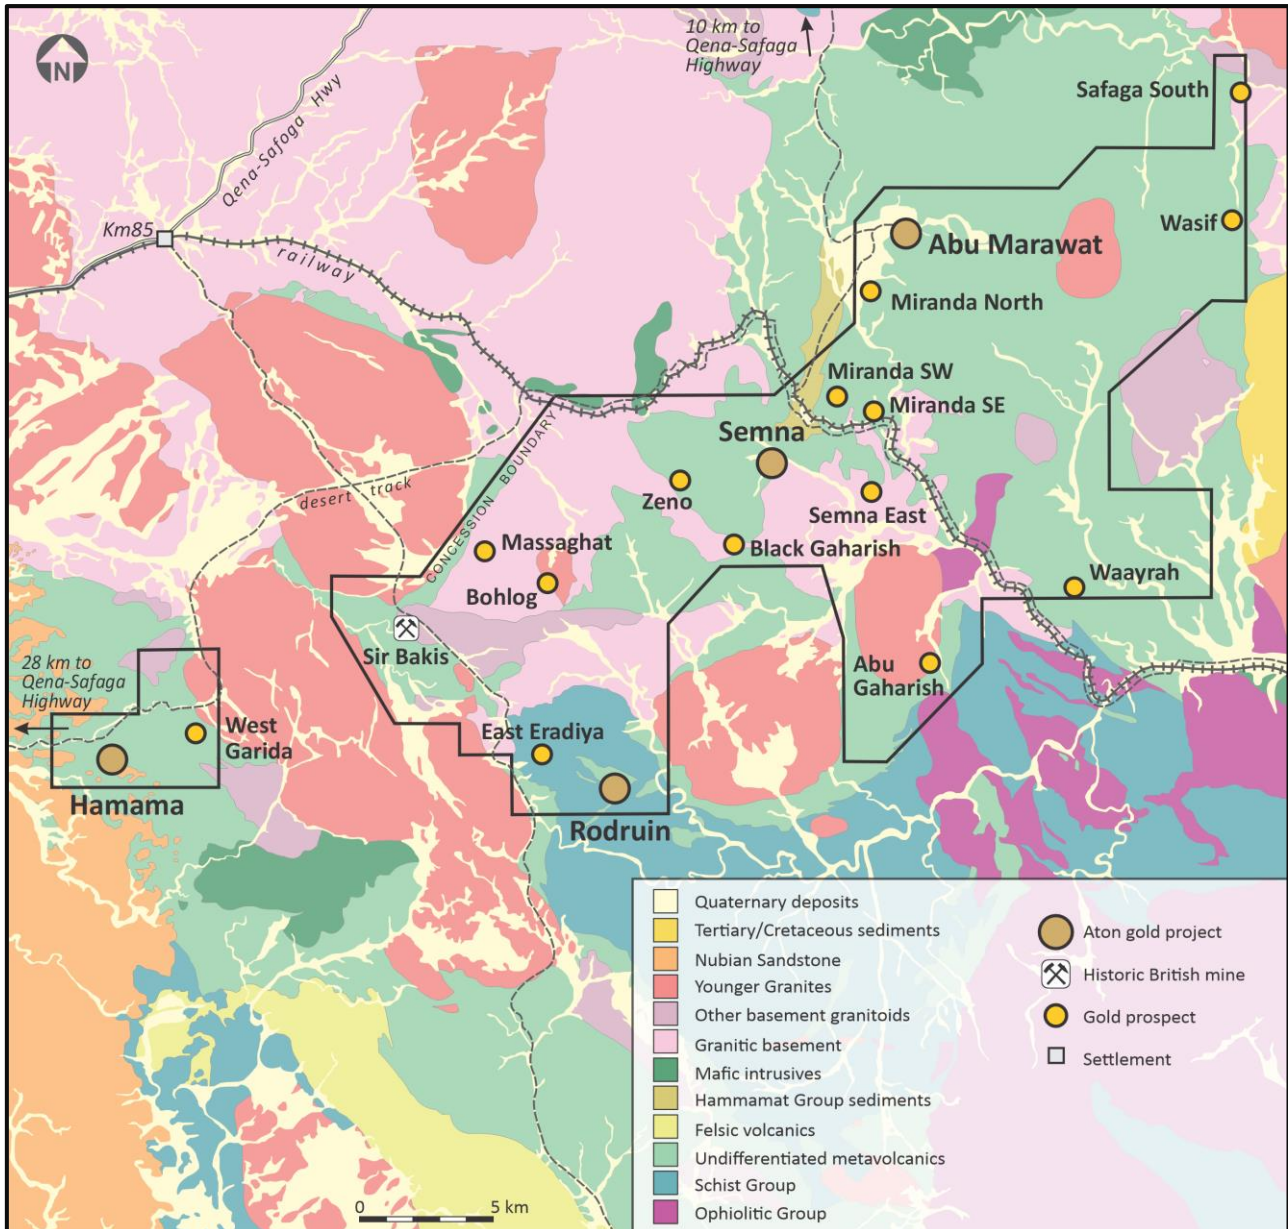 N
10 km to
Qena-Safaga
Highway
Safaga South
Qena-Safoga Hwy
Km85
railway
Wasif
Abu Marawat
Miranda North
Miranda SW
Miranda SE
CONCESSION BOUNDARY
Semna
desert track
Zeno
Semna East
Massaghat
Black Gaharish
Bohlog
Waayrah
Sir Bakis
28 km to
Qena-Safaga
Highway
Abu
Gaharish
West
Garida
East Eradiya
Hamama
Rodruin
Quaternary deposits
Tertiary/Cretaceous sediments
Nubian Sandstone
Younger Granites
Other basement granitoids
Granitic basement
Mafic intrusives
Hammamat Group sediments
Felsic volcanics
Undifferentiated metavolcanics
Schist Group
Ophiolitic Group
Aton gold project
Historic British mine
Gold prospect
Settlement
0 5 km